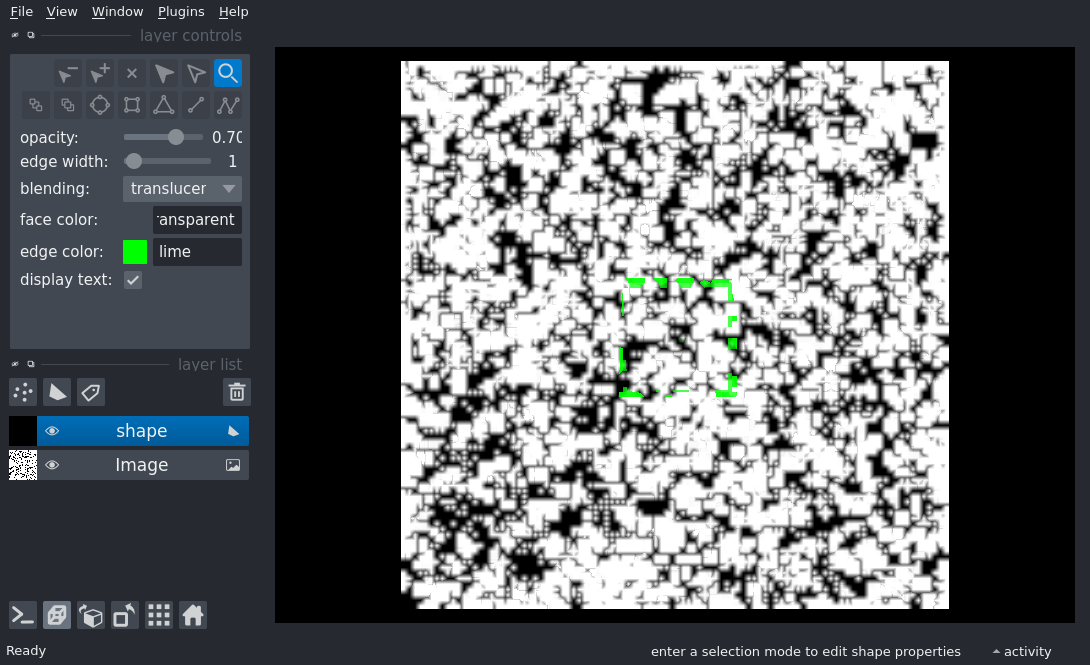 File View Window Plugins Help
layer controls
opacity: 0.70
edge width: 1
blending: translucer
face color: ransparent
edge color: lime
display text:
layer list
shape
Image
Ready
enter a selection mode to edit shape properties
activity